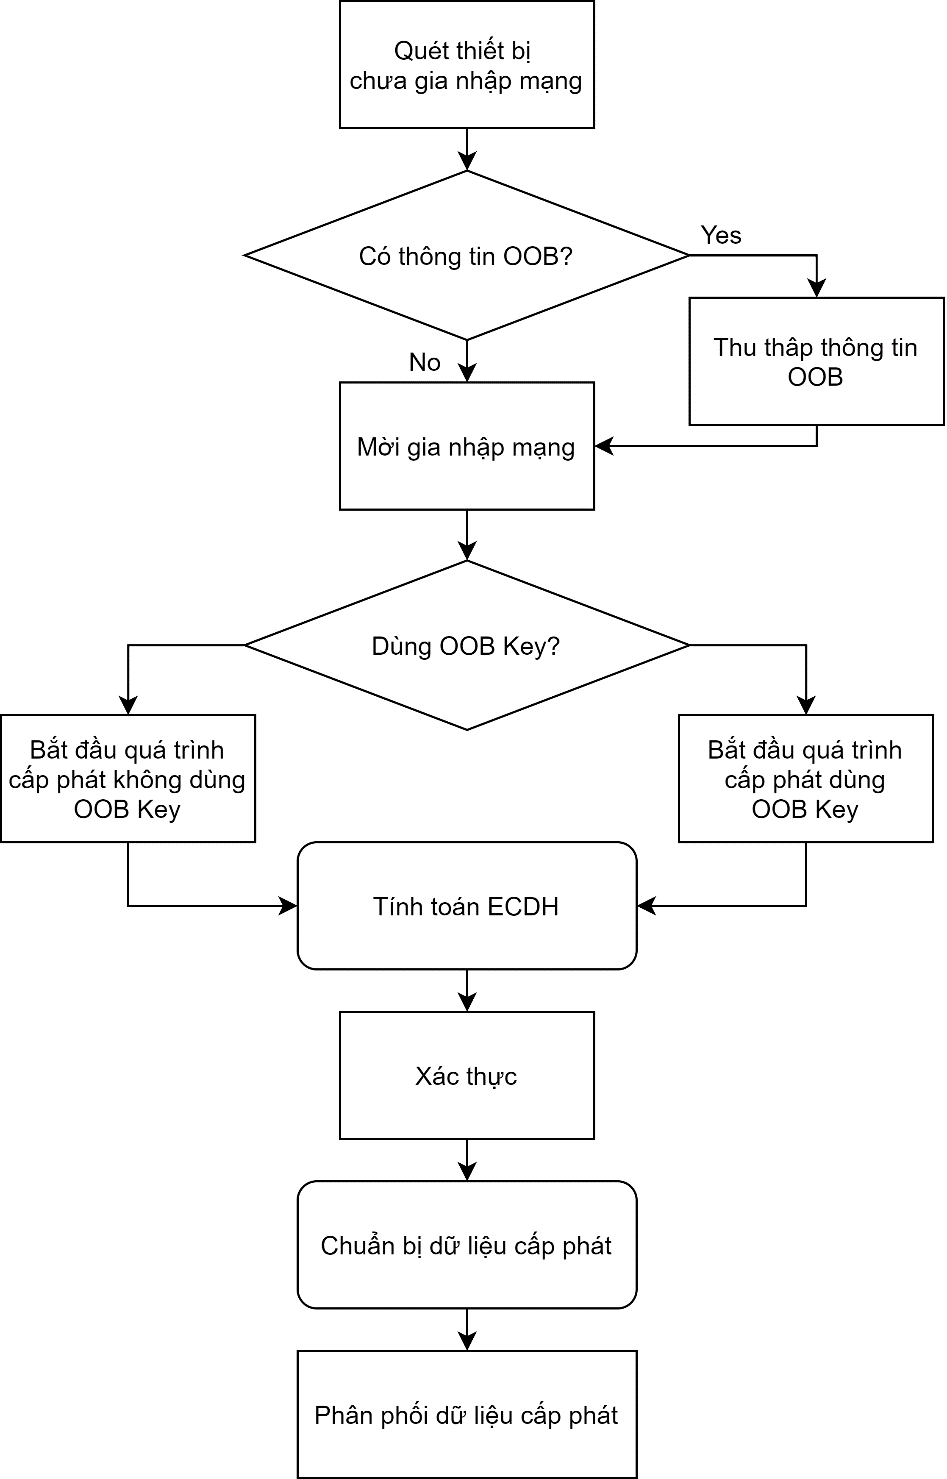 Quét thiết bị
chưa gia nhập mạng
Có thông tin OOB?
Yes
No
Thu thâp thông tin
OOB
Mời gia nhập mạng
Dùng OOB Key?
Bắt đầu quá trình
cấp phát không dùng
OOB Key
Bắt đầu quá trình
cấp phát dùng
OOB Key
Tính toán ECDH
Xác thực
Chuẩn bị dữ liệu cấp phát
Phân phối dữ liệu cấp phát